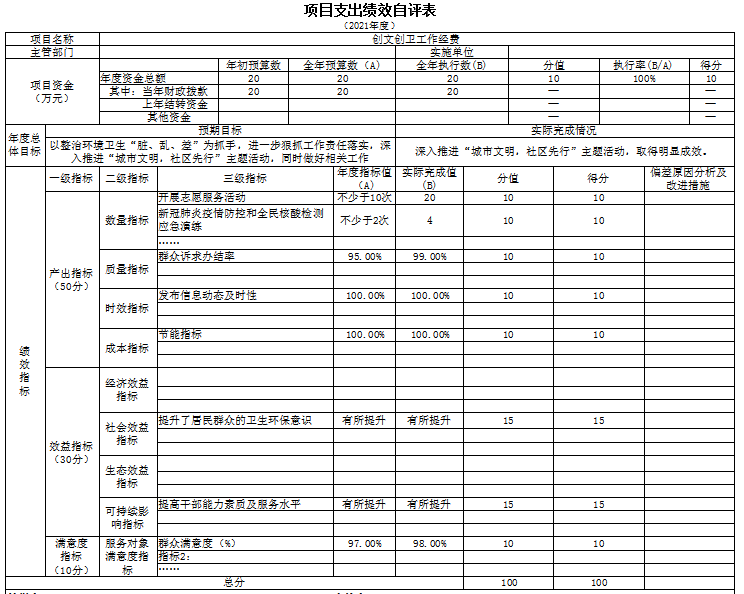 项目支出绩效自评表
（2021年度）
项目名称 创文创卫工作经费
主管部门 实施单位
项目资金（万元） 年初预算数 全年预算数（A） 全年执行数(B) 分值 执行率(B/A) 得分
年度资金总额 20 20 20 10 100% 10
其中：当年财政拨款 20 20 20 — —
上年结转资金 — —
其他资金 — —
年度总体目标 预期目标 实际完成情况
以整治环境卫生“脏、乱、差”为抓手，进一步狠抓工作责任落实，深入推进“城市文明，社区先行”主题活动，同时做好相关工作 深入推进“城市文明，社区先行”主题活动，取得明显成效。
绩效指标 一级指标 二级指标 三级指标 年度指标值(A) 实际完成值(B) 分值 得分 偏差原因分析及改进措施
产出指标（50分） 数量指标 开展志愿服务活动 不少于10次 20 10 10
新冠肺炎疫情防控和全民核酸检测应急演练 不少于2次 4 10 10
……
质量指标 群众诉求办结率 95.00% 99.00% 10 10
时效指标 发布信息动态及时性 100.00% 100.00% 10 10
成本指标 节能指标 100.00% 100.00% 10 10
效益指标（30分） 经济效益指标
社会效益指标 提升了居民群众的卫生环保意识 有所提升 有所提升 15 15
生态效益指标
可持续影响指标 提高干部能力素质及服务水平 有所提升 有所提升 15 15
满意度指标（10分） 服务对象满意度指标 群众满意度（%） 97.00% 98.00% 10 10
指标2：
……
总分 100 100